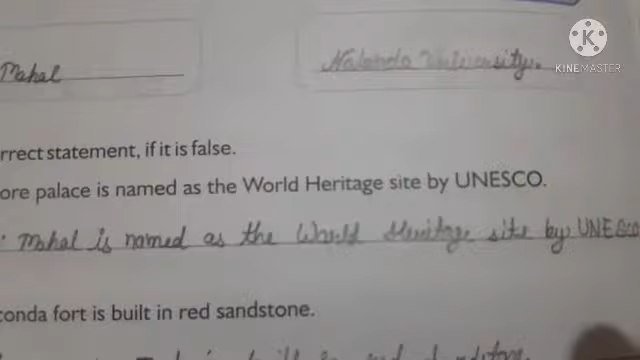 Mahal
Nalanda University.
KINEMASTER
rrect statement, if it is false.
ore palace is named as the World Heritage site by UNESCO.
Mahal is named as the World Heritage site by UNESCO
conda fort is built in red sandstone.